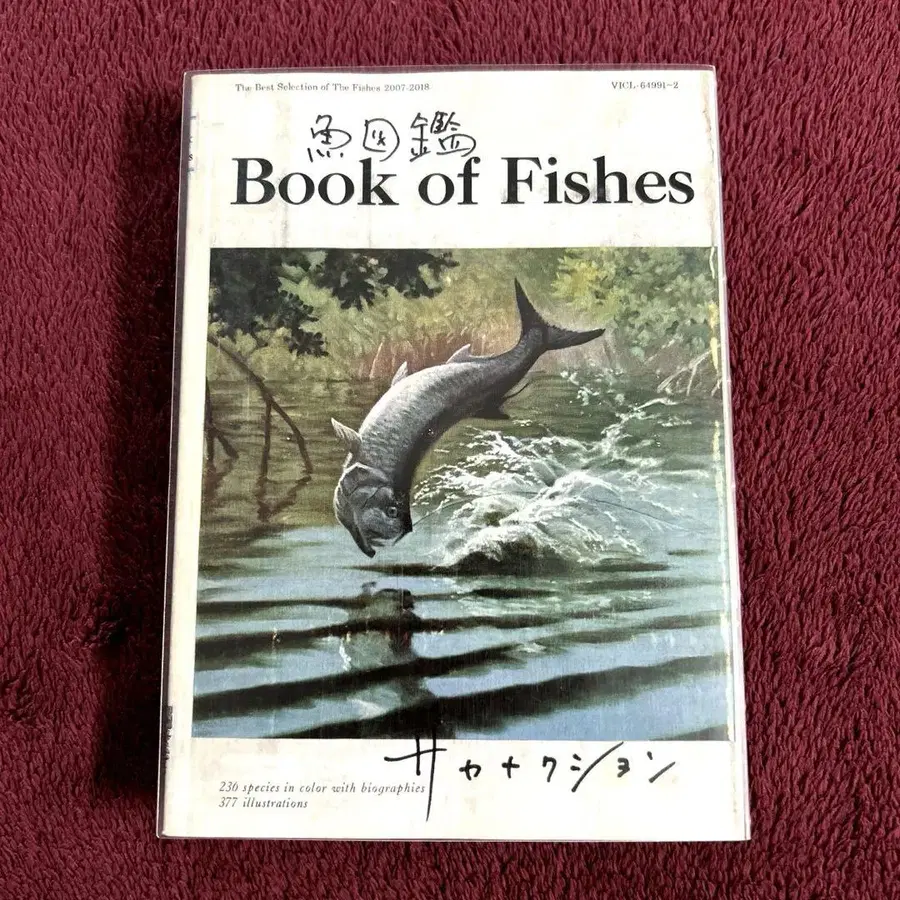 The Best Selection of The Fishes 2007-2018
VICL-64991~2
魚図鑑
Book of Fishes
サカナクション
236 species in color with biographies
377 illustrations